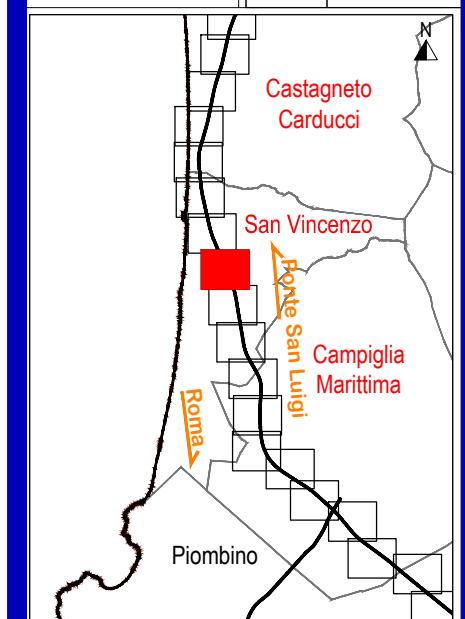 N
Castagneto
Carducci
San Vincenzo
Ponte San Luigi
Campiglia
Marittima
Roma
Piombino